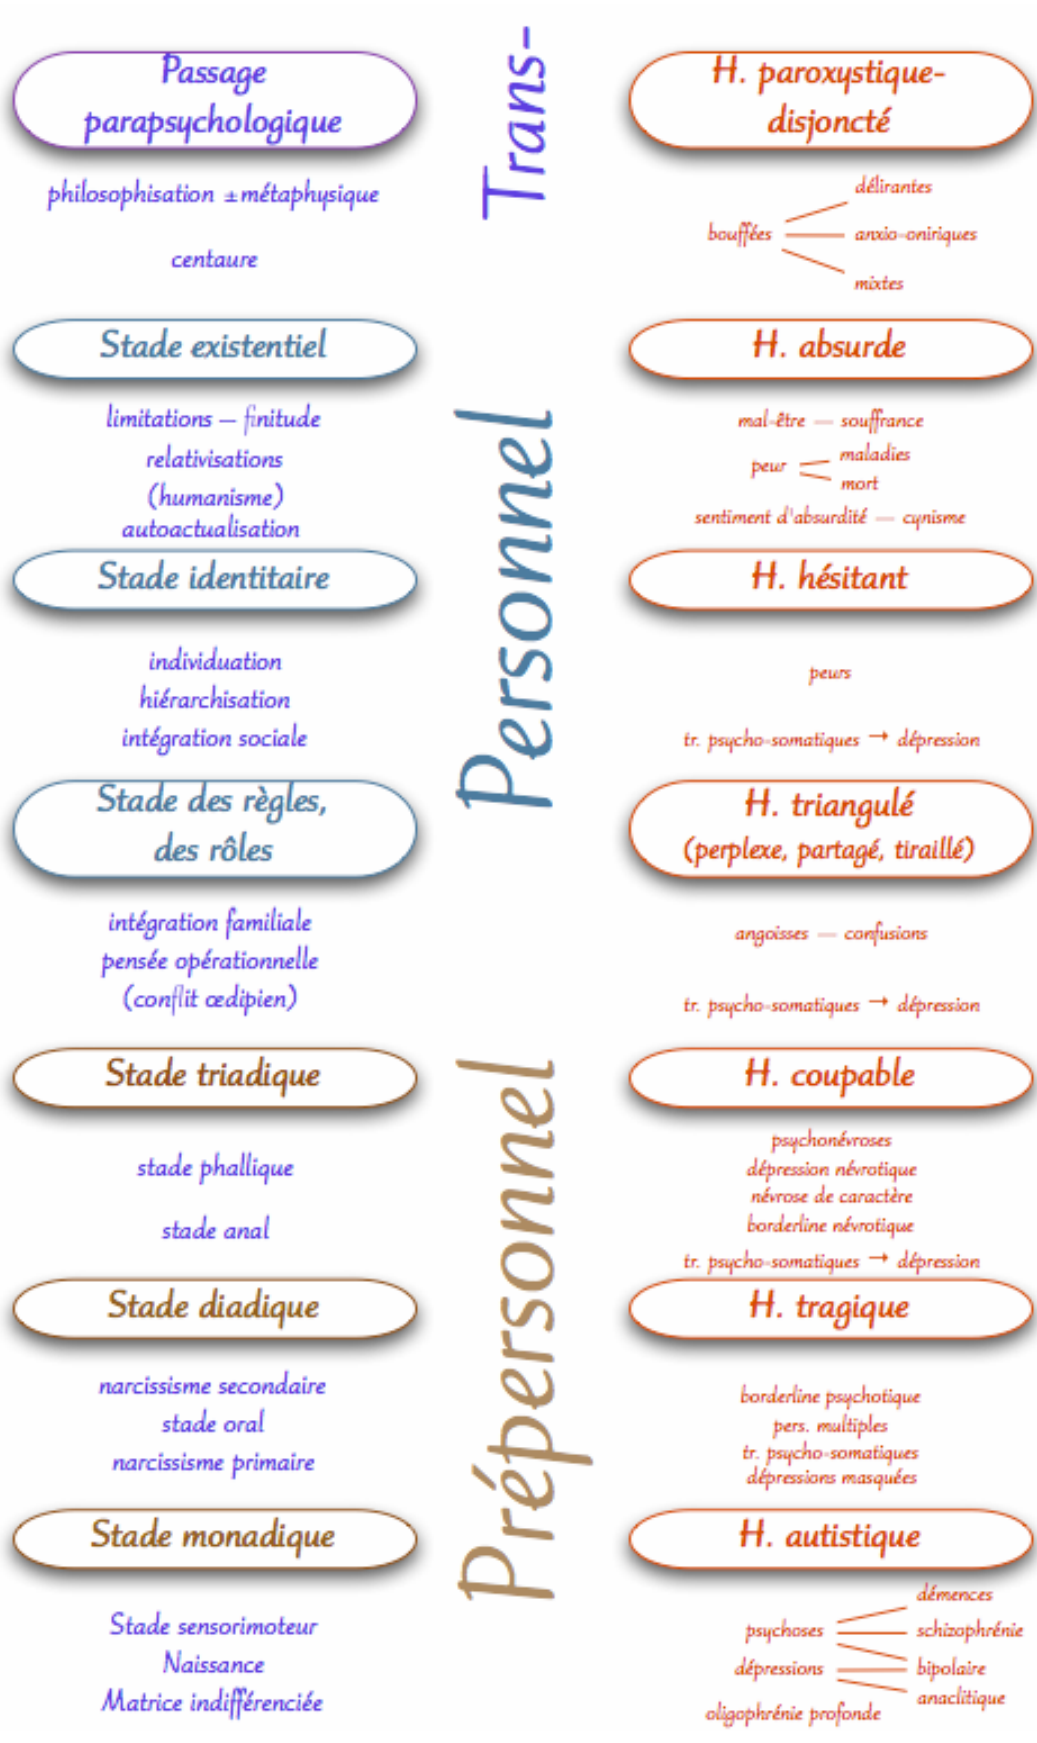 Passage
parapsychologique
philosophisation ± métaphysique
centaure
Stade existentiel
limitations — finitude
relativisations
(humanisme)
autoactualisation
Stade identitaire
individuation
hiérarchisation
intégration sociale
Stade des règles,
des rôles
intégration familiale
pensée opérationnelle
(conflit œdipien)
Stade triadique
stade phallique
stade anal
Stade diadique
narcissisme secondaire
stade oral
narcissisme primaire
Stade monadique
Stade sensorimoteur
Naissance
Matrice indifférenciée
Trans-
Personnel
Prépersonnel
H. paroxystique-
disjoncté
délirantes
bouffées
anxio-oniriques
mixtes
H. absurde
mal-être — souffrance
peur
maladies
mort
sentiment d'absurdité — cynisme
H. hésitant
peurs
tr. psycho-somatiques → dépression
H. triangulé
(perplexe, partagé, tiraillé)
angoisses — confusions
tr. psycho-somatiques → dépression
H. coupable
psychonévroses
dépression névrotique
névrose de caractère
borderline névrotique
tr. psycho-somatiques → dépression
H. tragique
borderline psychotique
pers. multiples
tr. psycho-somatiques
dépressions masquées
H. autistique
démences
psychoses
schizophrénie
dépressions
bipolaire
anaclitique
oligophrénie profonde